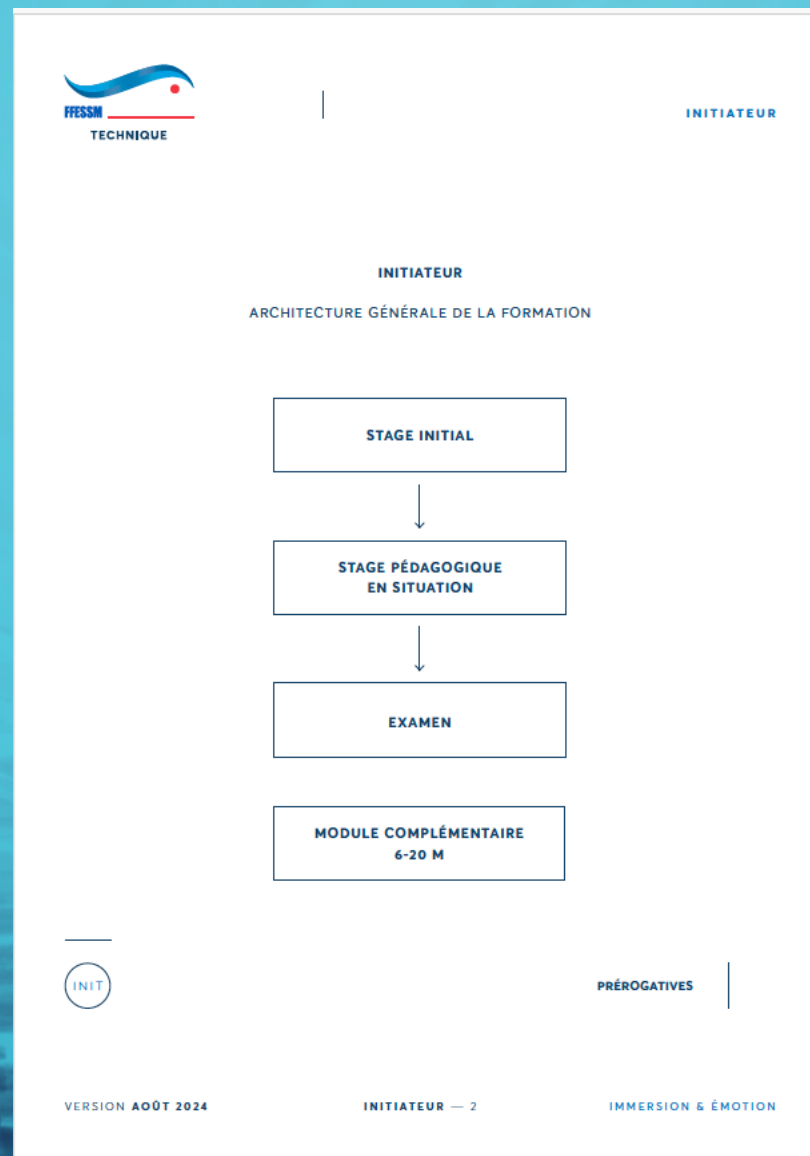 FFESSM
TECHNIQUE
INITIATEUR
INITIATEUR
ARCHITECTURE GÉNÉRALE DE LA FORMATION
STAGE INITIAL
STAGE PÉDAGOGIQUE
EN SITUATION
EXAMEN
MODULE COMPLÉMENTAIRE
6-20 M
INIT
PRÉROGATIVES
VERSION AOÛT 2024
INITIATEUR — 2
IMMERSION & ÉMOTION